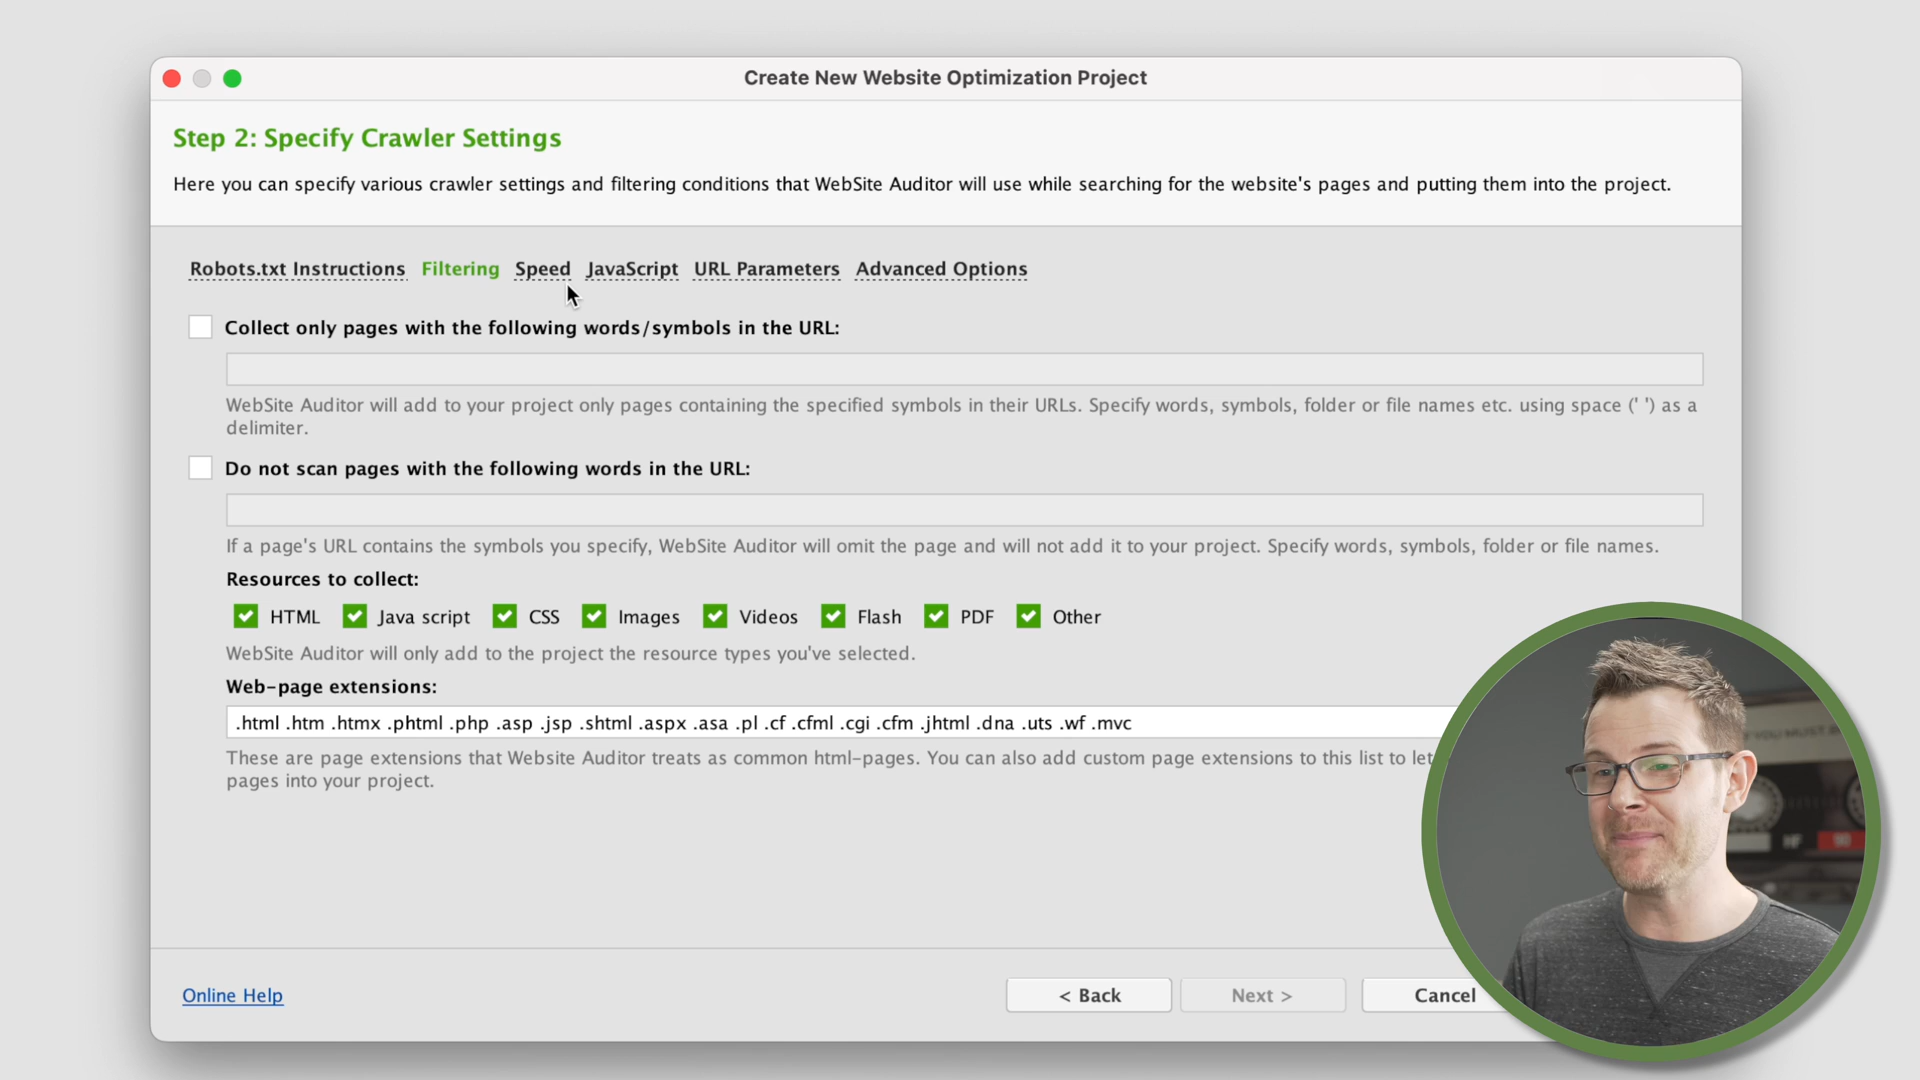 Create New Website Optimization Project
Step 2: Specify Crawler Settings
Here you can specify various crawler settings and filtering conditions that WebSite Auditor will use while searching for the website's pages and putting them into the project.
Robots.txt Instructions Filtering Speed JavaScript URL Parameters Advanced Options
Collect only pages with the following words/symbols in the URL:
WebSite Auditor will add to your project only pages containing the specified symbols in their URLs. Specify words, symbols, folder or file names etc. using space (' ') as a
delimiter.
Do not scan pages with the following words in the URL:
If a page's URL contains the symbols you specify, WebSite Auditor will omit the page and will not add it to your project. Specify words, symbols, folder or file names.
Resources to collect:
HTML Java script CSS Images Videos Flash PDF Other
WebSite Auditor will only add to the project the resource types you've selected.
Web-page extensions:
.html .htm .htmx .phtml .php .asp .jsp .shtml .aspx .asa .pl .cf .cfml .cgi .cfm .jhtml .dna .uts .wf .mvc
These are page extensions that Website Auditor treats as common html-pages. You can also add custom page extensions to this list to let
pages into your project.
YOU MUST
HF 90
Online Help < Back Next > Cancel